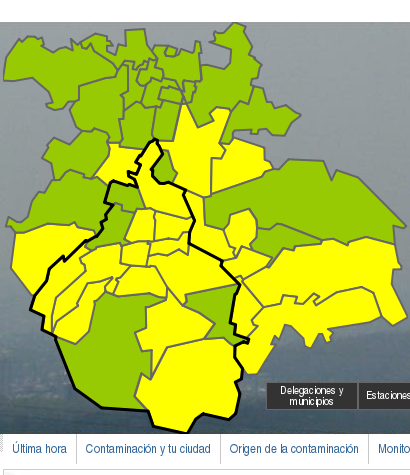 Delegaciones y
municipios
Estaciones
Última hora
Contaminación y tu ciudad
Origen de la contaminación
Monito